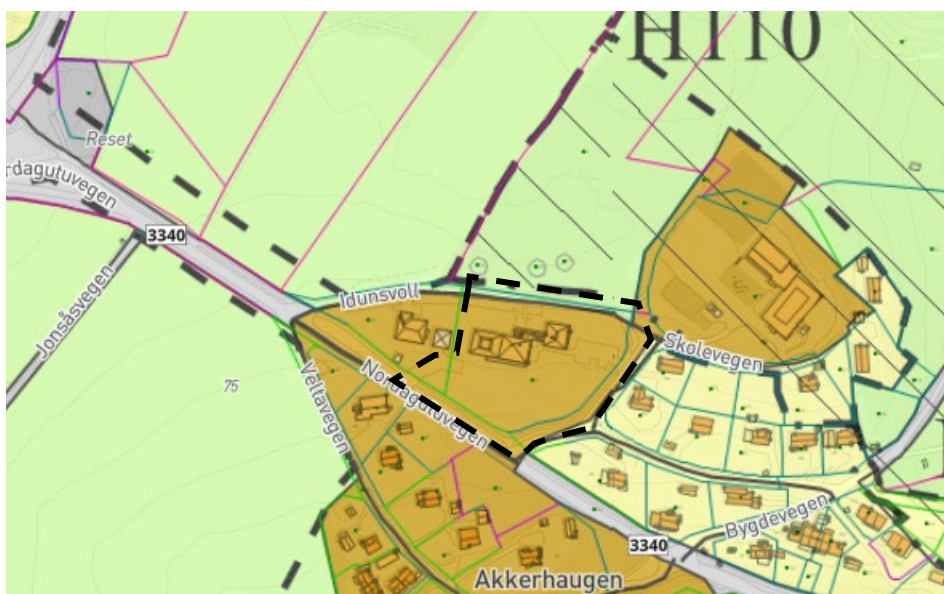 H110
Reset
rdagutuvegen
3340
Idunsvoll
Jonsåsvegen
Skolevegen
Veltavegen
Nordagutuvegen
75
Bygdevegen
3340
Akkerhaugen